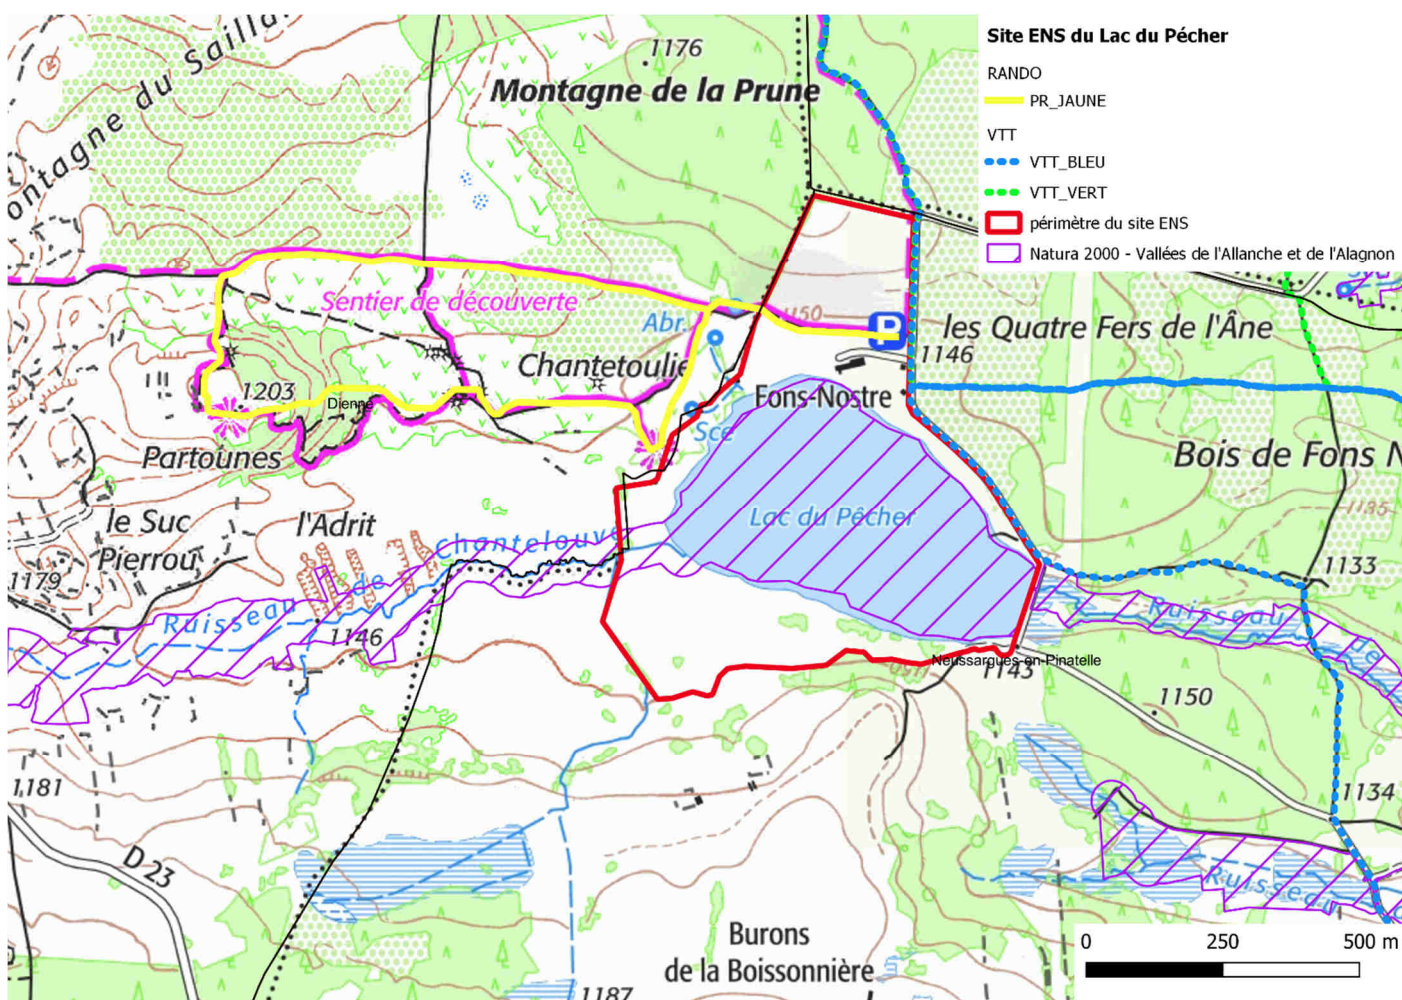 Site ENS du Lac du Pécher
RANDO
PR_JAUNE
VTT
VTT_BLEU
VTT_VERT
périmètre du site ENS
Natura 2000 - Vallées de l'Allanche et de l'Alagnon
1176
Montagne de la Prune
Sentier de découverte
1150
Abr.
P
les Quatre Fers de l'Âne
1146
Chantetoulie
1203
Dienne
Fons-Nostre
Sce
Partounes
Bois de Fons N
le Suc
Pierrou
l'Adrit
Chantelouve
Lac du Pêcher
1135
1179
1133
Ruisseau de
Ruisseau de
1146
Neussargues-en-Pinatelle
1143
1150
1181
1134
D 23
Ruisseau
Burons
de la Boissonnière
1187
0 250 500 m